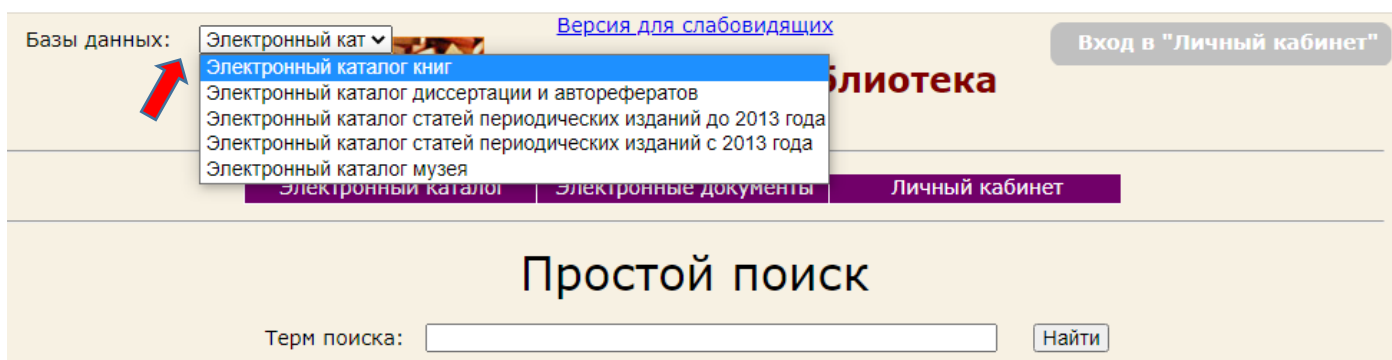 Версия для слабовидящих
Базы данных: Электронный кат
Вход в "Личный кабинет"
Электронный каталог книг
Электронный каталог диссертации и авторефератов
Электронный каталог статей периодических изданий до 2013 года
Электронный каталог статей периодических изданий с 2013 года
Электронный каталог музея
Электронный каталог Электронные документы Личный кабинет
Простой поиск
Терм поиска: Найти